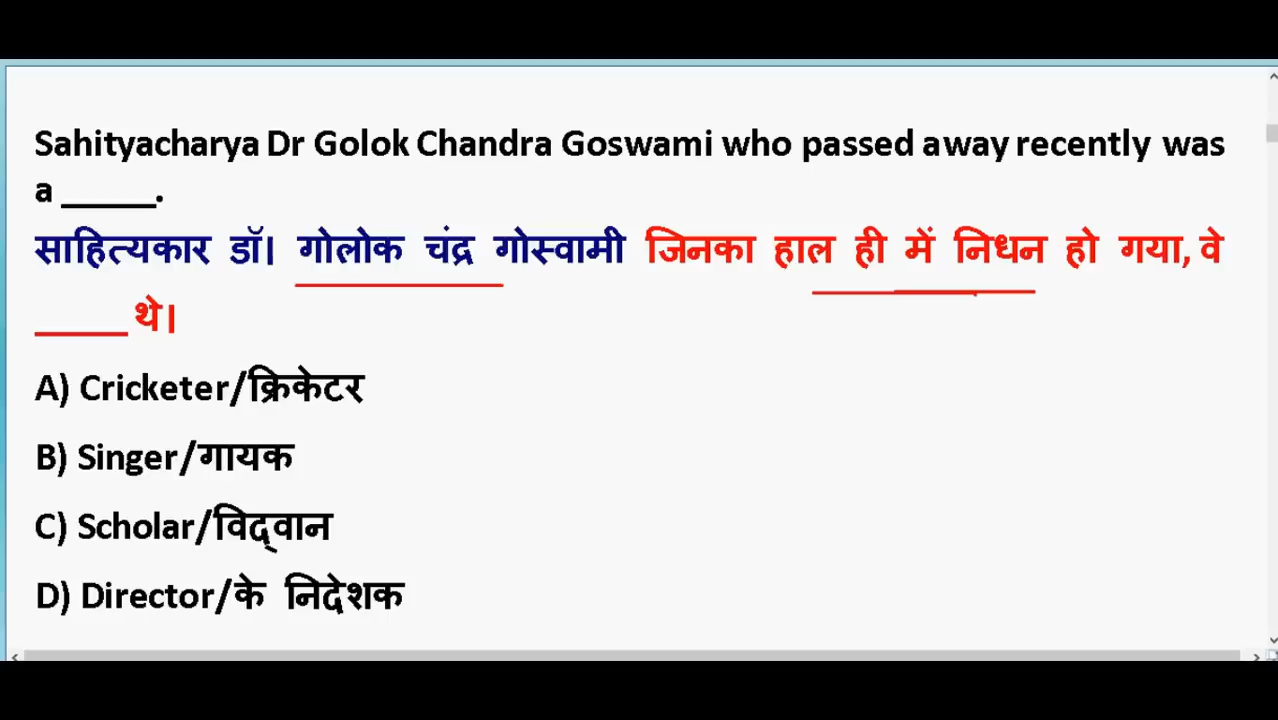 Sahityacharya Dr Golok Chandra Goswami who passed away recently was
a _____.
साहित्यकार डॉ। गोलोक चंद्र गोस्वामी जिनका हाल ही में निधन हो गया, वे
_____ थे।
A) Cricketer/क्रिकेटर
B) Singer/गायक
C) Scholar/विद्वान
D) Director/के निदेशक